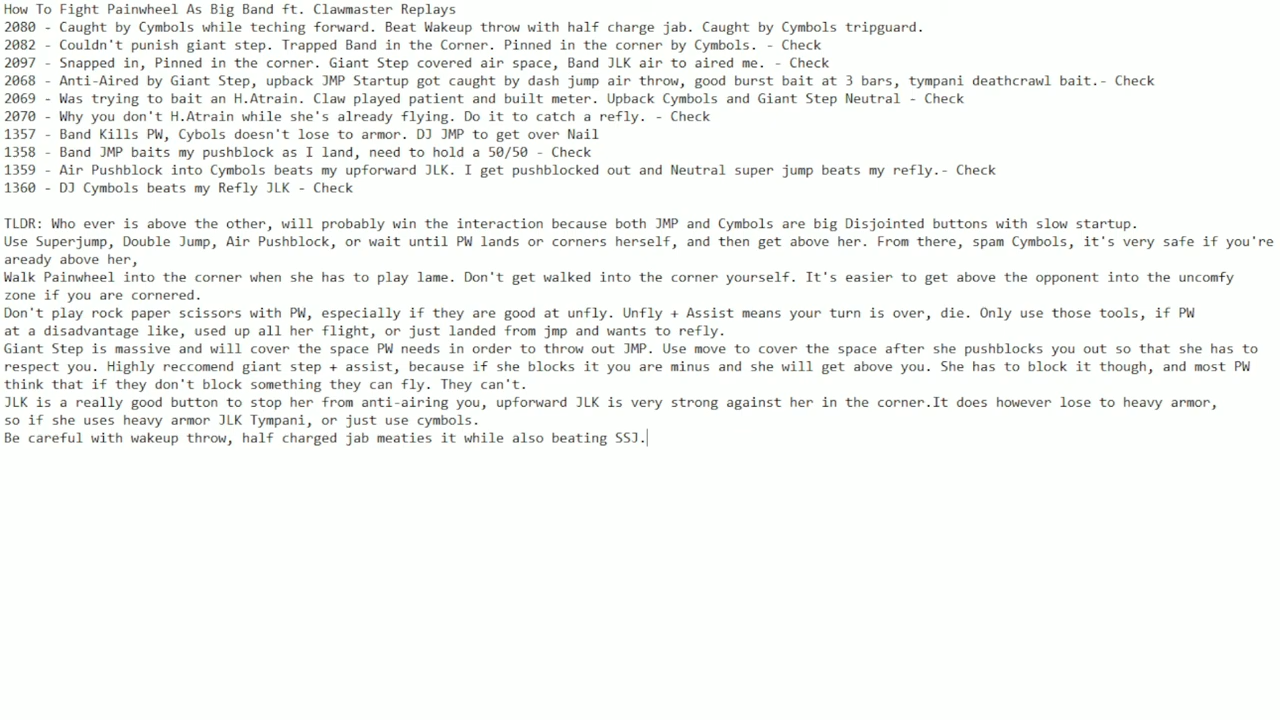 How To Fight Painwheel As Big Band ft. Clawmaster Replays
2080 - Caught by Cymbols while teching forward. Beat Wakeup throw with half charge jab. Caught by Cymbols tripguard.
2082 - Couldn't punish giant step. Trapped Band in the Corner. Pinned in the corner by Cymbols. - Check
2097 - Snapped in, Pinned in the corner. Giant Step covered air space, Band JLK air to aired me. - Check
2068 - Anti-Aired by Giant Step, upback JMP Startup got caught by dash jump air throw, good burst bait at 3 bars, tympani deathcrawl bait.- Check
2069 - Was trying to bait an H.Atrain. Claw played patient and built meter. Upback Cymbols and Giant Step Neutral - Check
2070 - Why you don't H.Atrain while she's already flying. Do it to catch a refly. - Check
1357 - Band Kills PW, Cybols doesn't lose to armor. DJ JMP to get over Nail
1358 - Band JMP baits my pushblock as I land, need to hold a 50/50 - Check
1359 - Air Pushblock into Cymbols beats my upforward JLK. I get pushblocked out and Neutral super jump beats my refly.- Check
1360 - DJ Cymbols beats my Refly JLK - Check
TLDR: Who ever is above the other, will probably win the interaction because both JMP and Cymbols are big Disjointed buttons with slow startup.
Use Superjump, Double Jump, Air Pushblock, or wait until PW lands or corners herself, and then get above her. From there, spam Cymbols, it's very safe if you're
aready above her,
Walk Painwheel into the corner when she has to play lame. Don't get walked into the corner yourself. It's easier to get above the opponent into the uncomfy
zone if you are cornered.
Don't play rock paper scissors with PW, especially if they are good at unfly. Unfly + Assist means your turn is over, die. Only use those tools, if PW
at a disadvantage like, used up all her flight, or just landed from jmp and wants to refly.
Giant Step is massive and will cover the space PW needs in order to throw out JMP. Use move to cover the space after she pushblocks you out so that she has to
respect you. Highly reccomend giant step + assist, because if she blocks it you are minus and she will get above you. She has to block it though, and most PW
think that if they don't block something they can fly. They can't.
JLK is a really good button to stop her from anti-airing you, upforward JLK is very strong against her in the corner.It does however lose to heavy armor,
so if she uses heavy armor JLK Tympani, or just use cymbols.
Be careful with wakeup throw, half charged jab meaties it while also beating SSJ.